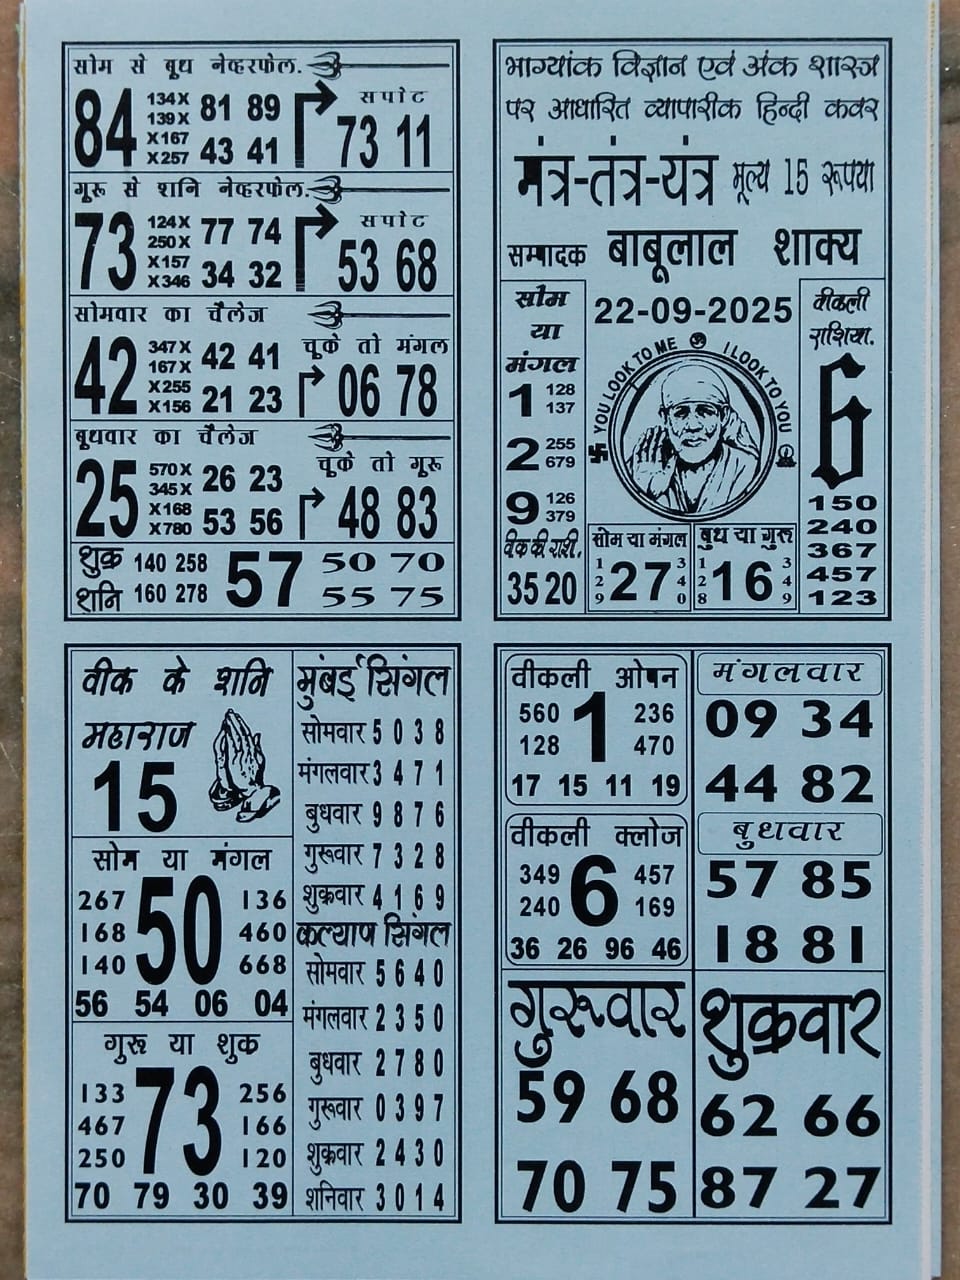 सोम से बूध नेव्हरफेल.
84 134X 139X X167 X257 81 89 43 41 सपोट 73 11
गुरू से शनि नेव्हरफेल.
73 124X 250X X157 X346 77 74 34 32 सपोट 53 68
सोमवार का चैलेज
42 347X 167X X255 X156 42 41 21 23 चूके तो मंगल 06 78
बूधवार का चैलेज
25 570X 345X X168 X780 26 23 53 56 चूके तो गुरू 48 83
शुक्र 140 258 57 50 70
शनि 160 278 55 75
भाग्यांक विज्ञान एवं अंक शास्त्र
पर आधारित व्यापारीक हिन्दी कवर
मंत्र-तंत्र-यंत्र मूल्य 15 रूपया
सम्पादक बाबूलाल शाक्य
सोम
या
मंगल
1 128 137
2 255 679
9 126 379
वीक की राशी.
35 20
22-09-2025
YOU LOOK TO ME ॐ I LOOK TO YOU
सोम या मंगल
1 2 9 27 3 4 0
बुध या गुरू
1 2 8 16 3 4 9
वीकली
राशिया.
6
150
240
367
457
123
वीक के शनि
महाराज
15
सोम या मंगल
267 50 136
168 460
140 668
56 54 06 04
गुरू या शुक्र
133 73 256
467 166
250 120
70 79 30 39
मुंबई सिंगल
सोमवार 5 0 3 8
मंगलवार 3 4 7 1
बुधवार 9 8 7 6
गुरूवार 7 3 2 8
शुक्रवार 4 1 6 9
कल्याण सिंगल
सोमवार 5 6 4 0
मंगलवार 2 3 5 0
बुधवार 2 7 8 0
गुरूवार 0 3 9 7
शुक्रवार 2 4 3 0
शनिवार 3 0 1 4
वीकली ओपन
560 1 236
128 470
17 15 11 19
वीकली क्लोज
349 6 457
240 169
36 26 96 46
मंगलवार
09 34
44 82
बुधवार
57 85
18 81
गुरूवार
59 68
70 75
शुक्रवार
62 66
87 27